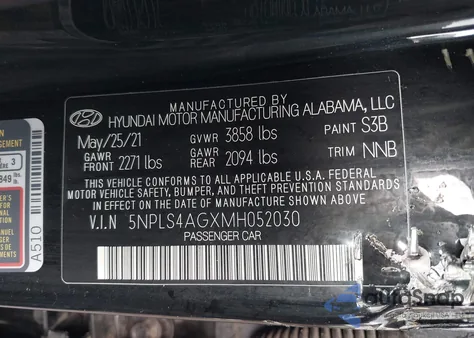 MANUFACTURED BY
HYUNDAI MOTOR MANUFACTURING ALABAMA, LLC
May/25/21 GVWR 3858 lbs PAINT S3B
GAWR FRONT 2271 lbs GAWR REAR 2094 lbs TRIM NNB
THIS VEHICLE CONFORMS TO ALL APPLICABLE U.S.A. FEDERAL
MOTOR VEHICLE SAFETY, BUMPER, AND THEFT PREVENTION STANDARDS
IN EFFECT ON THE DATE OF MANUFACTURE SHOWN ABOVE.
V.I.N 5NPLS4AGXMH052030
PASSENGER CAR
A510
AutoSnap